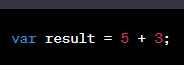 var result = 5 + 3;